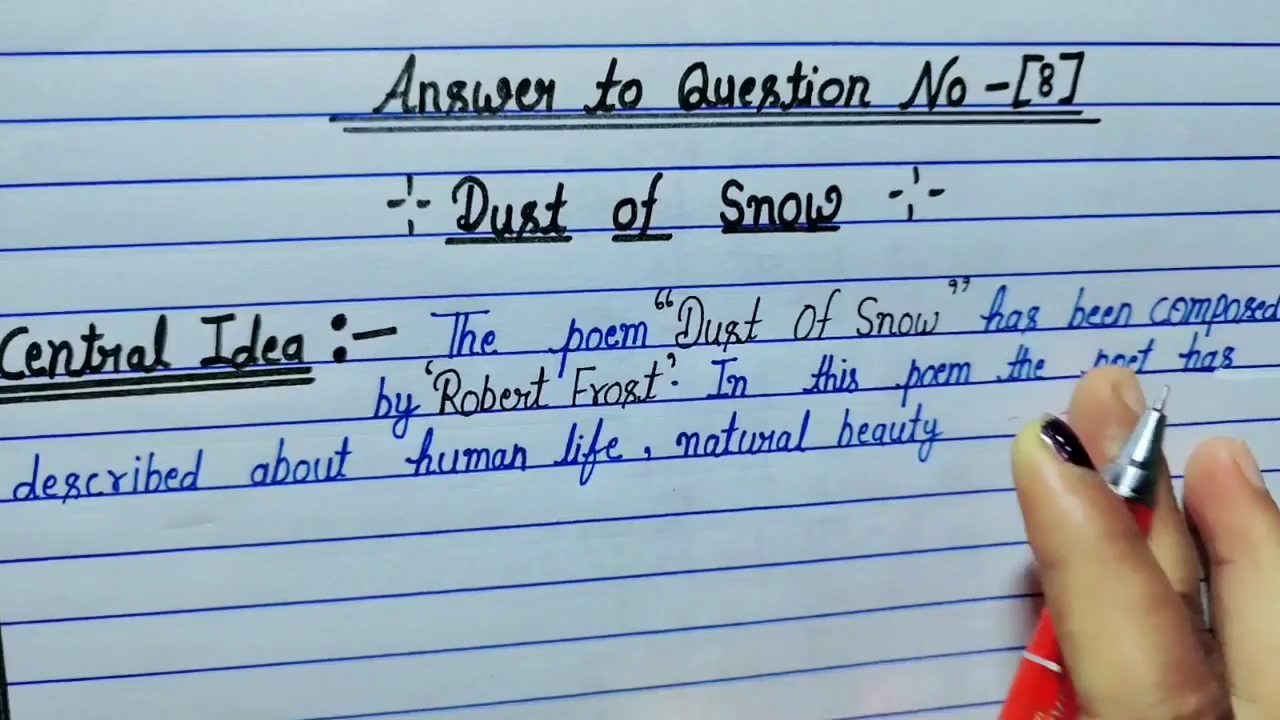 Answer to Question No -[8]
Dust of Snow
Central Idea :- The poem "Dust Of Snow" has been composed
by 'Robert Frost'. In this poem the poet has
described about human life, natural beauty